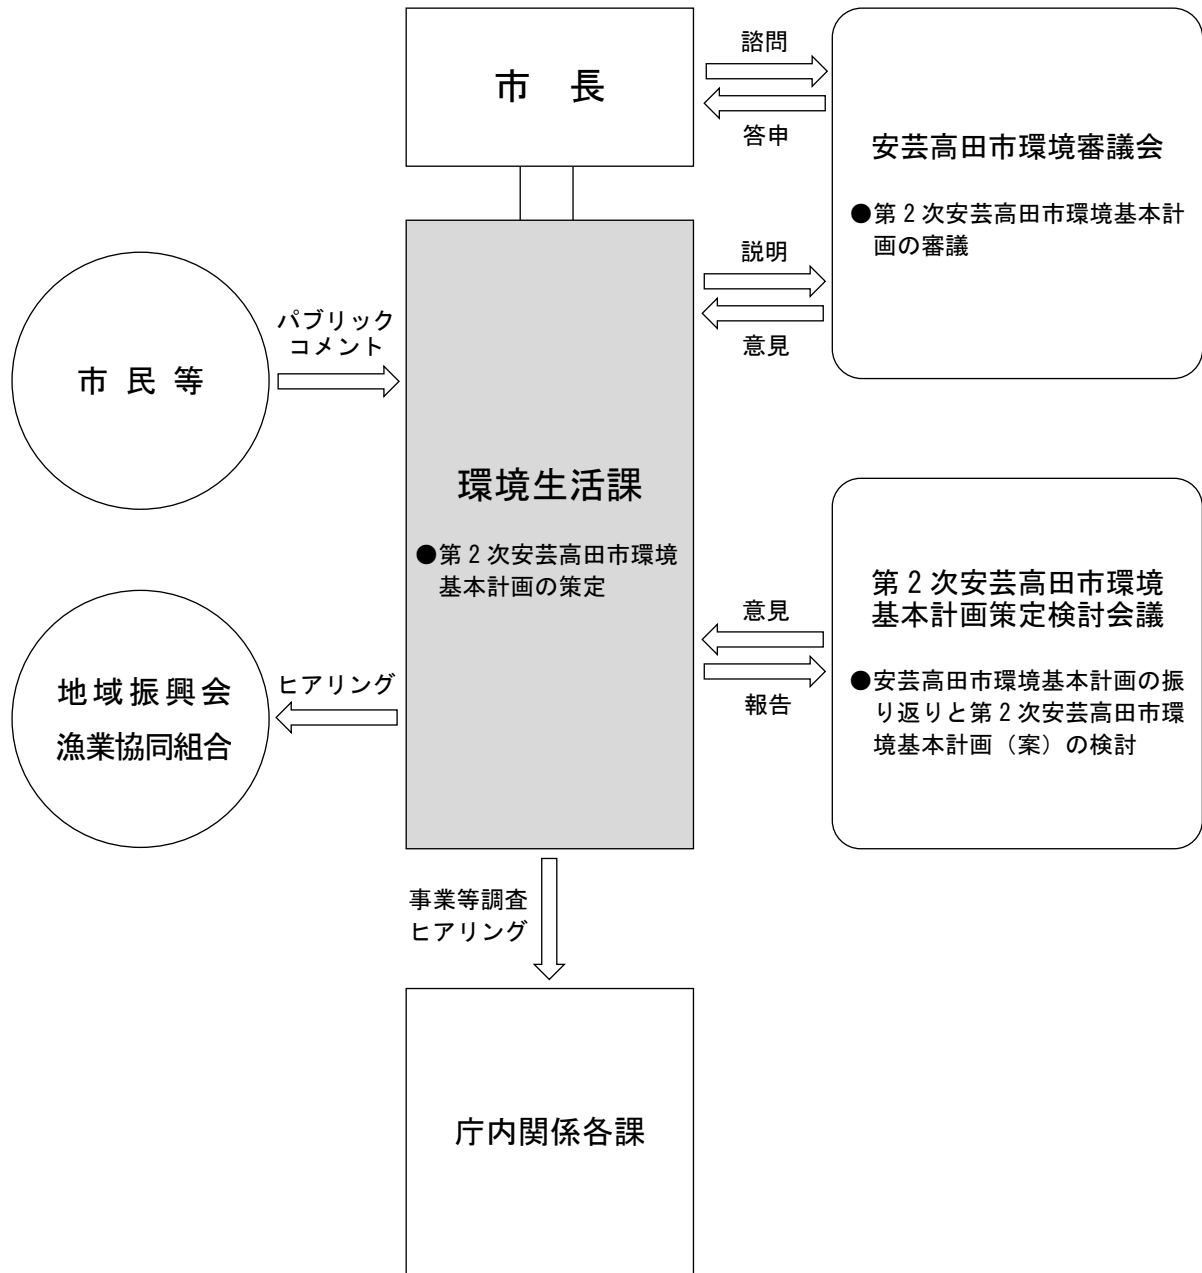 市　長
諮問
答申
安芸高田市環境審議会
●第２次安芸高田市環境基本計
画の審議
説明
意見
パブリック
コメント
市 民 等
環境生活課
●第２次安芸高田市環境
基本計画の策定
第２次安芸高田市環境
基本計画策定検討会議
●安芸高田市環境基本計画の振
り返りと第２次安芸高田市環
境基本計画（案）の検討
意見
報告
地域振興会
漁業協同組合
ヒアリング
事業等調査
ヒアリング
庁内関係各課